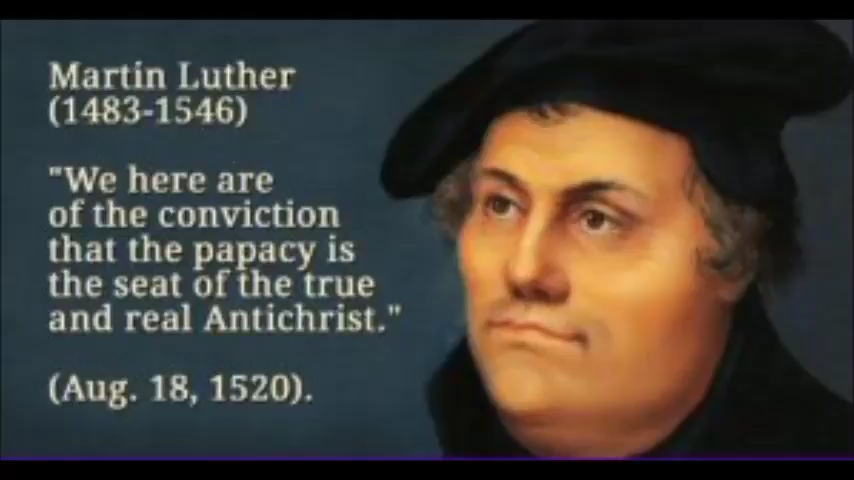 Martin Luther
(1483-1546)
"We here are
of the conviction
that the papacy is
the seat of the true
and real Antichrist."
(Aug. 18, 1520).